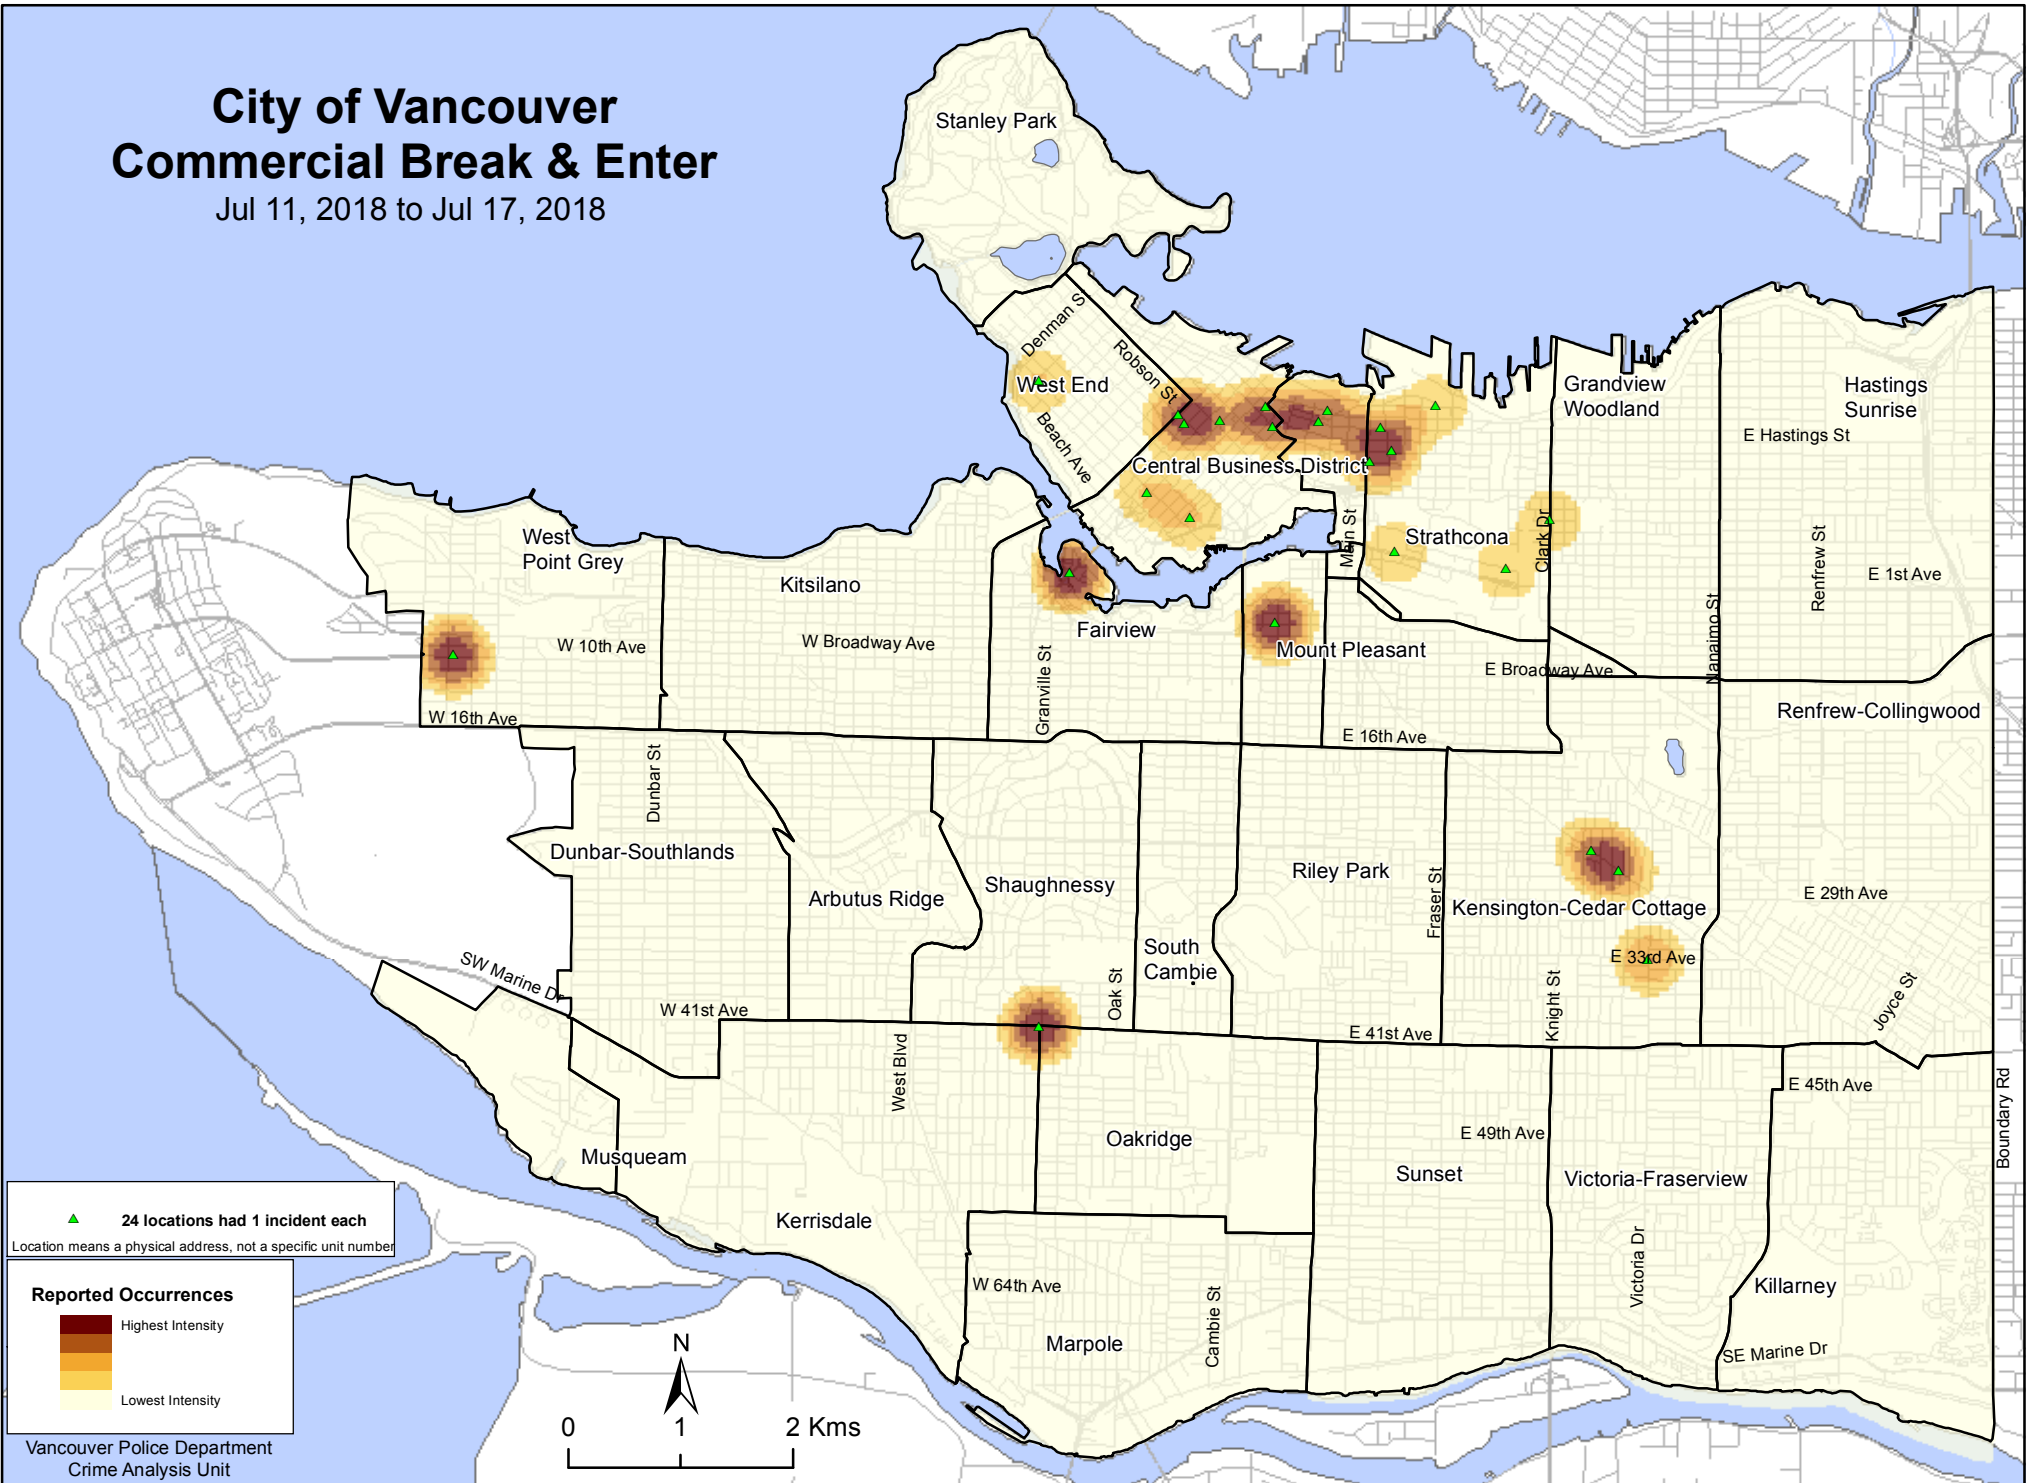 City of Vancouver
Commercial Break & Enter
Jul 11, 2018 to Jul 17, 2018
Stanley Park
Denman St
Robson St
West End
Beach Ave
Central Business District
Grandview
Woodland
Hastings
Sunrise
E Hastings St
West
Point Grey
Kitsilano
Main St
Strathcona
Clark Dr
Renfrew St
E 1st Ave
Nanaimo St
W 10th Ave
W Broadway Ave
Fairview
Granville St
Mount Pleasant
E Broadway Ave
W 16th Ave
E 16th Ave
Renfrew-Collingwood
Dunbar St
Dunbar-Southlands
Arbutus Ridge
Shaughnessy
Riley Park
Fraser St
Kensington-Cedar Cottage
E 29th Ave
South
Cambie
E 33rd Ave
SW Marine Dr
W 41st Ave
Oak St
Knight St
Joyce St
E 41st Ave
West Blvd
E 45th Ave
Boundary Rd
Oakridge
E 49th Ave
Musqueam
Sunset
Victoria-Fraserview
Kerrisdale
Victoria Dr
W 64th Ave
Cambie St
Killarney
Marpole
SE Marine Dr
24 locations had 1 incident each
Location means a physical address, not a specific unit number
Reported Occurrences
Highest Intensity
Lowest Intensity
N
0 1 2 Kms
Vancouver Police Department
Crime Analysis Unit